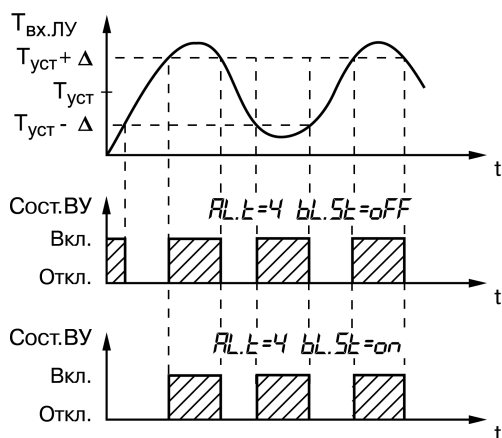 Tвх.ЛУ
Tуст+ Δ
Tуст
Tуст- Δ
t
Сост.ВУ
AL.t=4 bL.St=oFF
Вкл.
Откл.
t
Сост.ВУ
AL.t=4 bL.St=on
Вкл.
Откл.
t